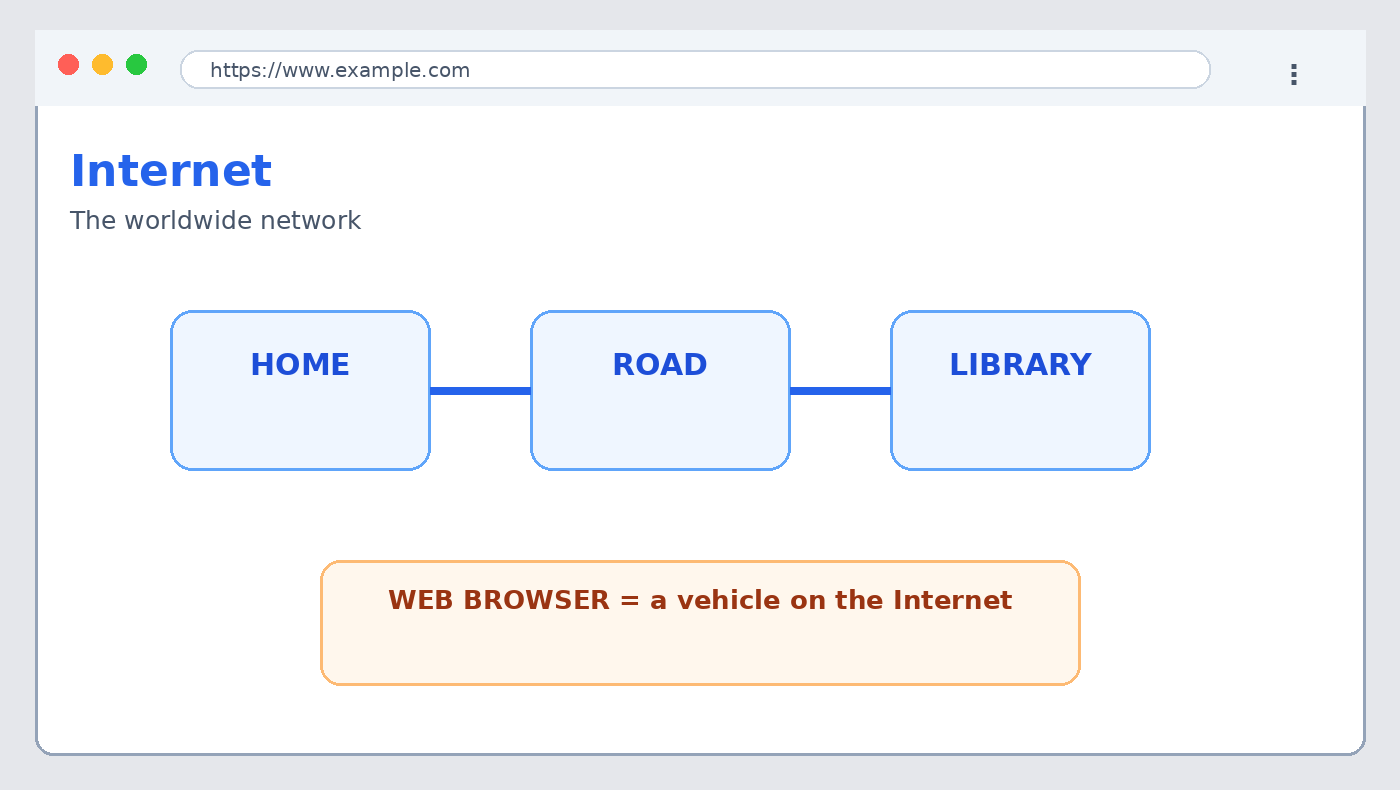 https://www.example.com
Internet
The worldwide network
HOME
ROAD
LIBRARY
WEB BROWSER = a vehicle on the Internet